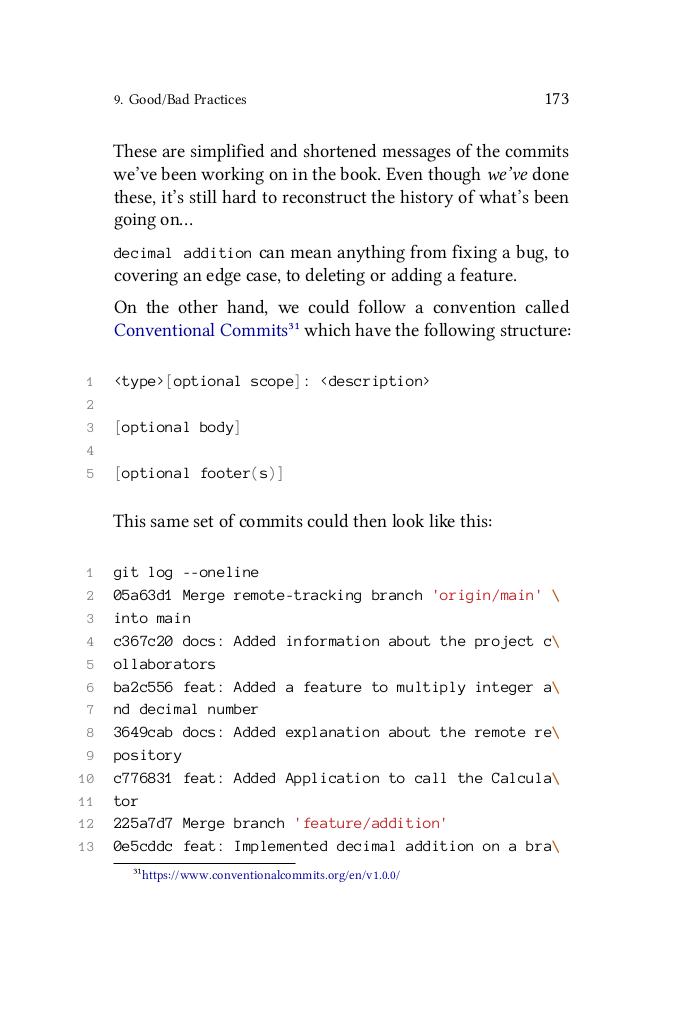 9. Good/Bad Practices 173
These are simplified and shortened messages of the commits
we've been working on in the book. Even though we've done
these, it's still hard to reconstruct the history of what's been
going on…
decimal addition can mean anything from fixing a bug, to
covering an edge case, to deleting or adding a feature.
On the other hand, we could follow a convention called
Conventional Commits³¹ which have the following structure:
1 <type>[optional scope]: <description>
2
3 [optional body]
4
5 [optional footer(s)]
This same set of commits could then look like this:
1 git log --oneline
2 05a63d1 Merge remote-tracking branch 'origin/main' \
3 into main
4 c367c20 docs: Added information about the project c\
5 ollaborators
6 ba2c556 feat: Added a feature to multiply integer a\
7 nd decimal number
8 3649cab docs: Added explanation about the remote re\
9 pository
10 c776831 feat: Added Application to call the Calcula\
11 tor
12 225a7d7 Merge branch 'feature/addition'
13 0e5cddc feat: Implemented decimal addition on a bra\
³¹https://www.conventionalcommits.org/en/v1.0.0/